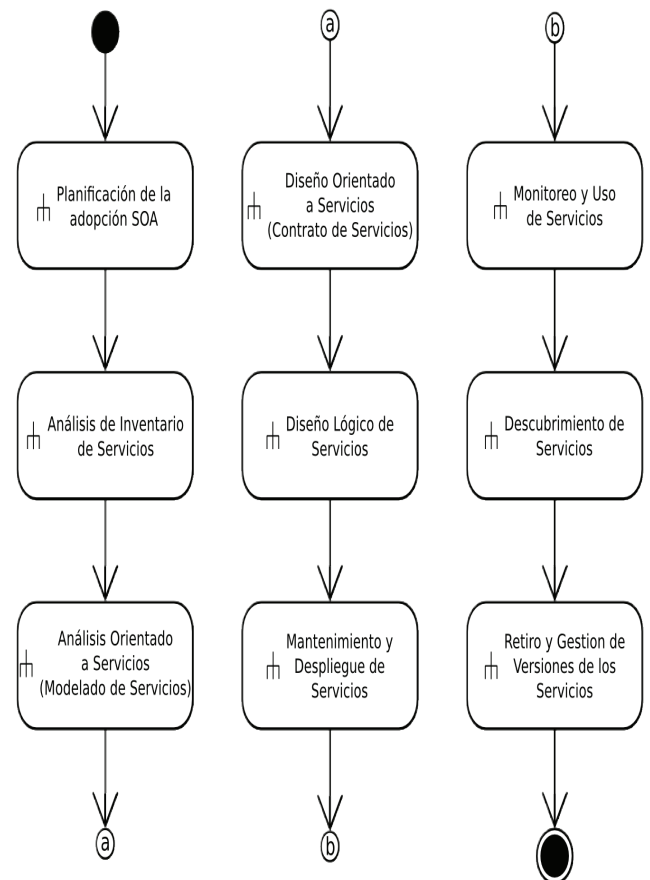 Planificación de la
adopción SOA
Análisis de Inventario
de Servicios
Análisis Orientado
a Servicios
(Modelado de Servicios)
a
a
Diseño Orientado
a Servicios
(Contrato de Servicios)
Diseño Lógico de
Servicios
Mantenimiento y
Despliegue de
Servicios
b
b
Monitoreo y Uso
de Servicios
Descubrimiento de
Servicios
Retiro y Gestion de
Versiones de los
Servicios